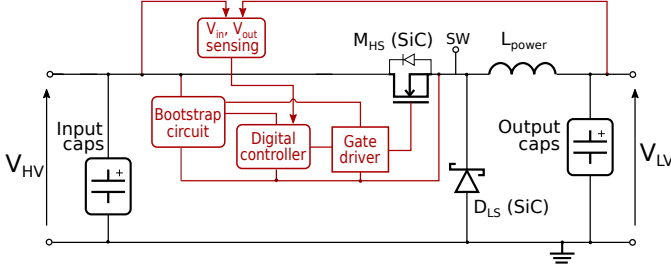 V_in, V_out
sensing
M_HS (SiC)
SW
L_power
Bootstrap
circuit
Input
caps
+
Digital
controller
Gate
driver
Output
caps
+
V_HV
V_LV
D_LS (SiC)